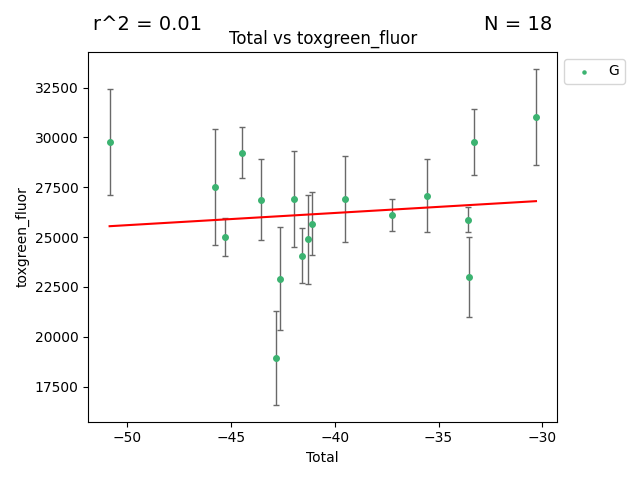 r^2 = 0.01
N = 18
Total vs toxgreen_fluor
G
toxgreen_fluor
32500
30000
27500
25000
22500
20000
17500
−50
−45
−40
−35
−30
Total